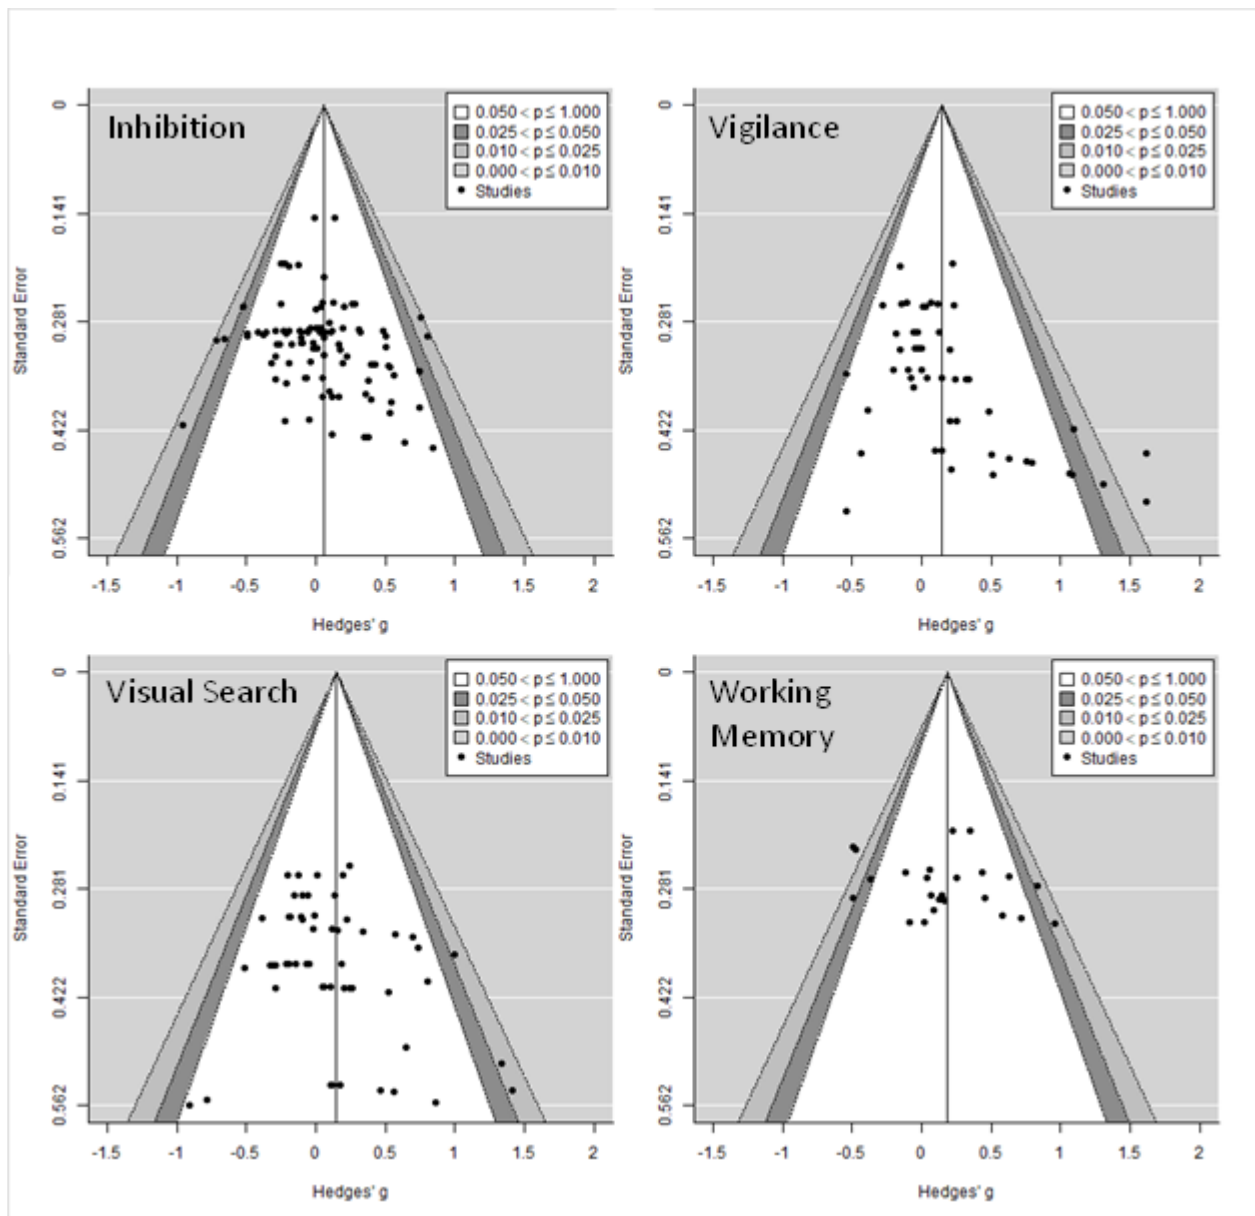 Inhibition
0.050 < p ≤ 1.000
0.025 < p ≤ 0.050
0.010 < p ≤ 0.025
0.000 < p ≤ 0.010
Studies
Standard Error
0
0.141
0.281
0.422
0.562
-1.5 -1 -0.5 0 0.5 1 1.5 2
Hedges' g
Vigilance
0.050 < p ≤ 1.000
0.025 < p ≤ 0.050
0.010 < p ≤ 0.025
0.000 < p ≤ 0.010
Studies
Standard Error
0
0.141
0.281
0.422
0.562
-1.5 -1 -0.5 0 0.5 1 1.5 2
Hedges' g
Visual Search
0.050 < p ≤ 1.000
0.025 < p ≤ 0.050
0.010 < p ≤ 0.025
0.000 < p ≤ 0.010
Studies
Standard Error
0
0.141
0.281
0.422
0.562
-1.5 -1 -0.5 0 0.5 1 1.5 2
Hedges' g
Working
Memory
0.050 < p ≤ 1.000
0.025 < p ≤ 0.050
0.010 < p ≤ 0.025
0.000 < p ≤ 0.010
Studies
Standard Error
0
0.141
0.281
0.422
0.562
-1.5 -1 -0.5 0 0.5 1 1.5 2
Hedges' g